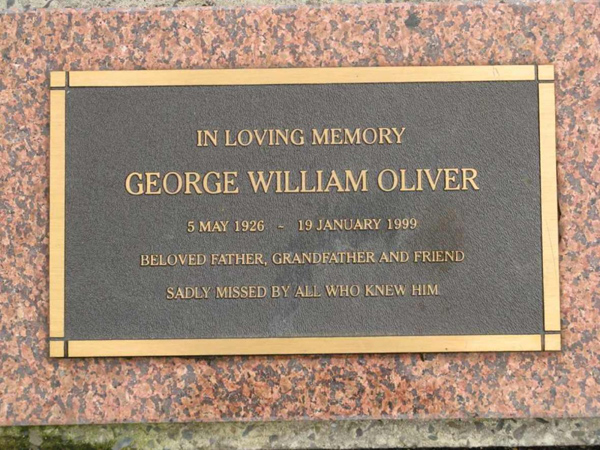 IN LOVING MEMORY
GEORGE WILLIAM OLIVER
5 MAY 1926 - 19 JANUARY 1999
BELOVED FATHER, GRANDFATHER AND FRIEND
SADLY MISSED BY ALL WHO KNEW HIM